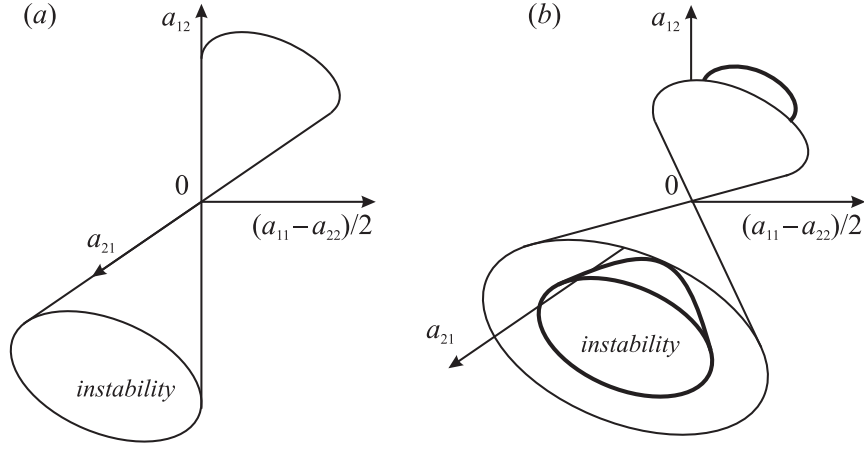 (a)
a₁₂
0
(a₁₁−a₂₂)/2
a₂₁
instability
(b)
a₁₂
0
(a₁₁−a₂₂)/2
a₂₁
instability